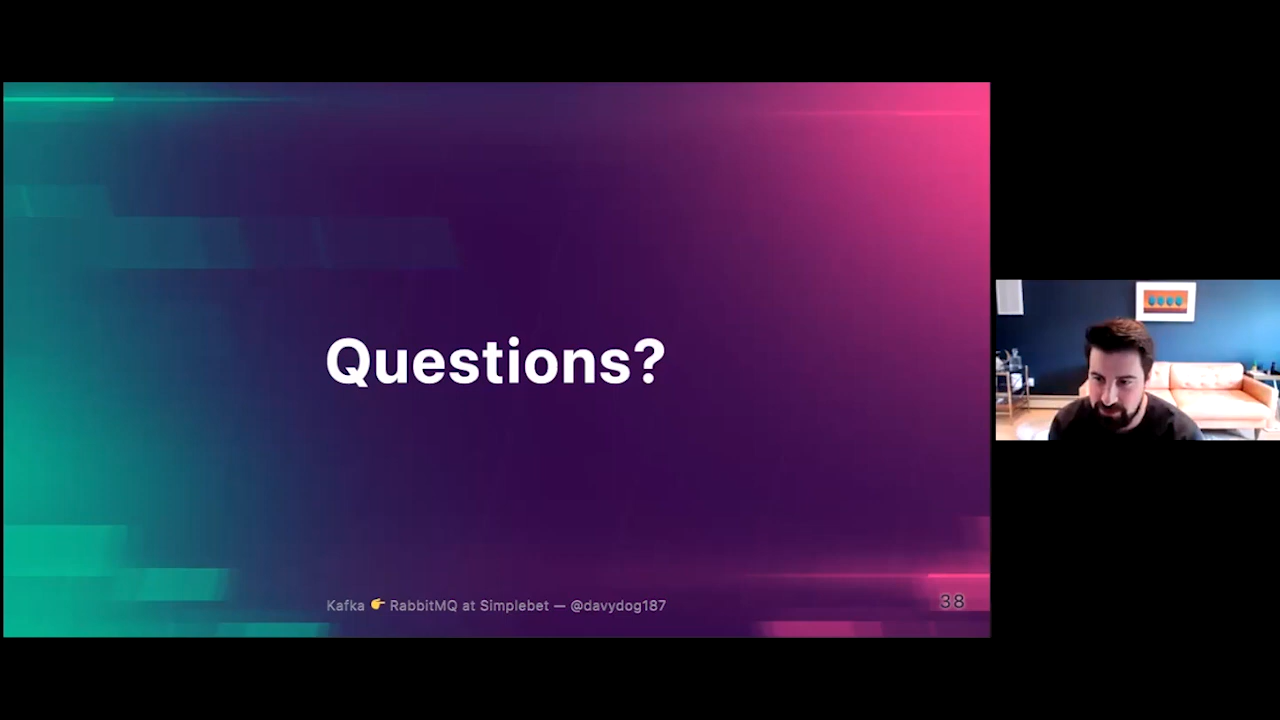 Questions?
Kafka 👉 RabbitMQ at Simplebet — @davydog187
38